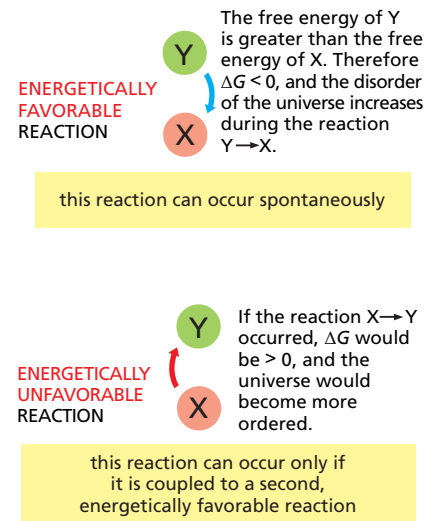 The free energy of Y
is greater than the free
energy of X. Therefore
ΔG < 0, and the disorder
of the universe increases
during the reaction
Y→X.
Y
X
ENERGETICALLY
FAVORABLE
REACTION
this reaction can occur spontaneously
If the reaction X→Y
occurred, ΔG would
be > 0, and the
universe would
become more
ordered.
Y
X
ENERGETICALLY
UNFAVORABLE
REACTION
this reaction can occur only if
it is coupled to a second,
energetically favorable reaction